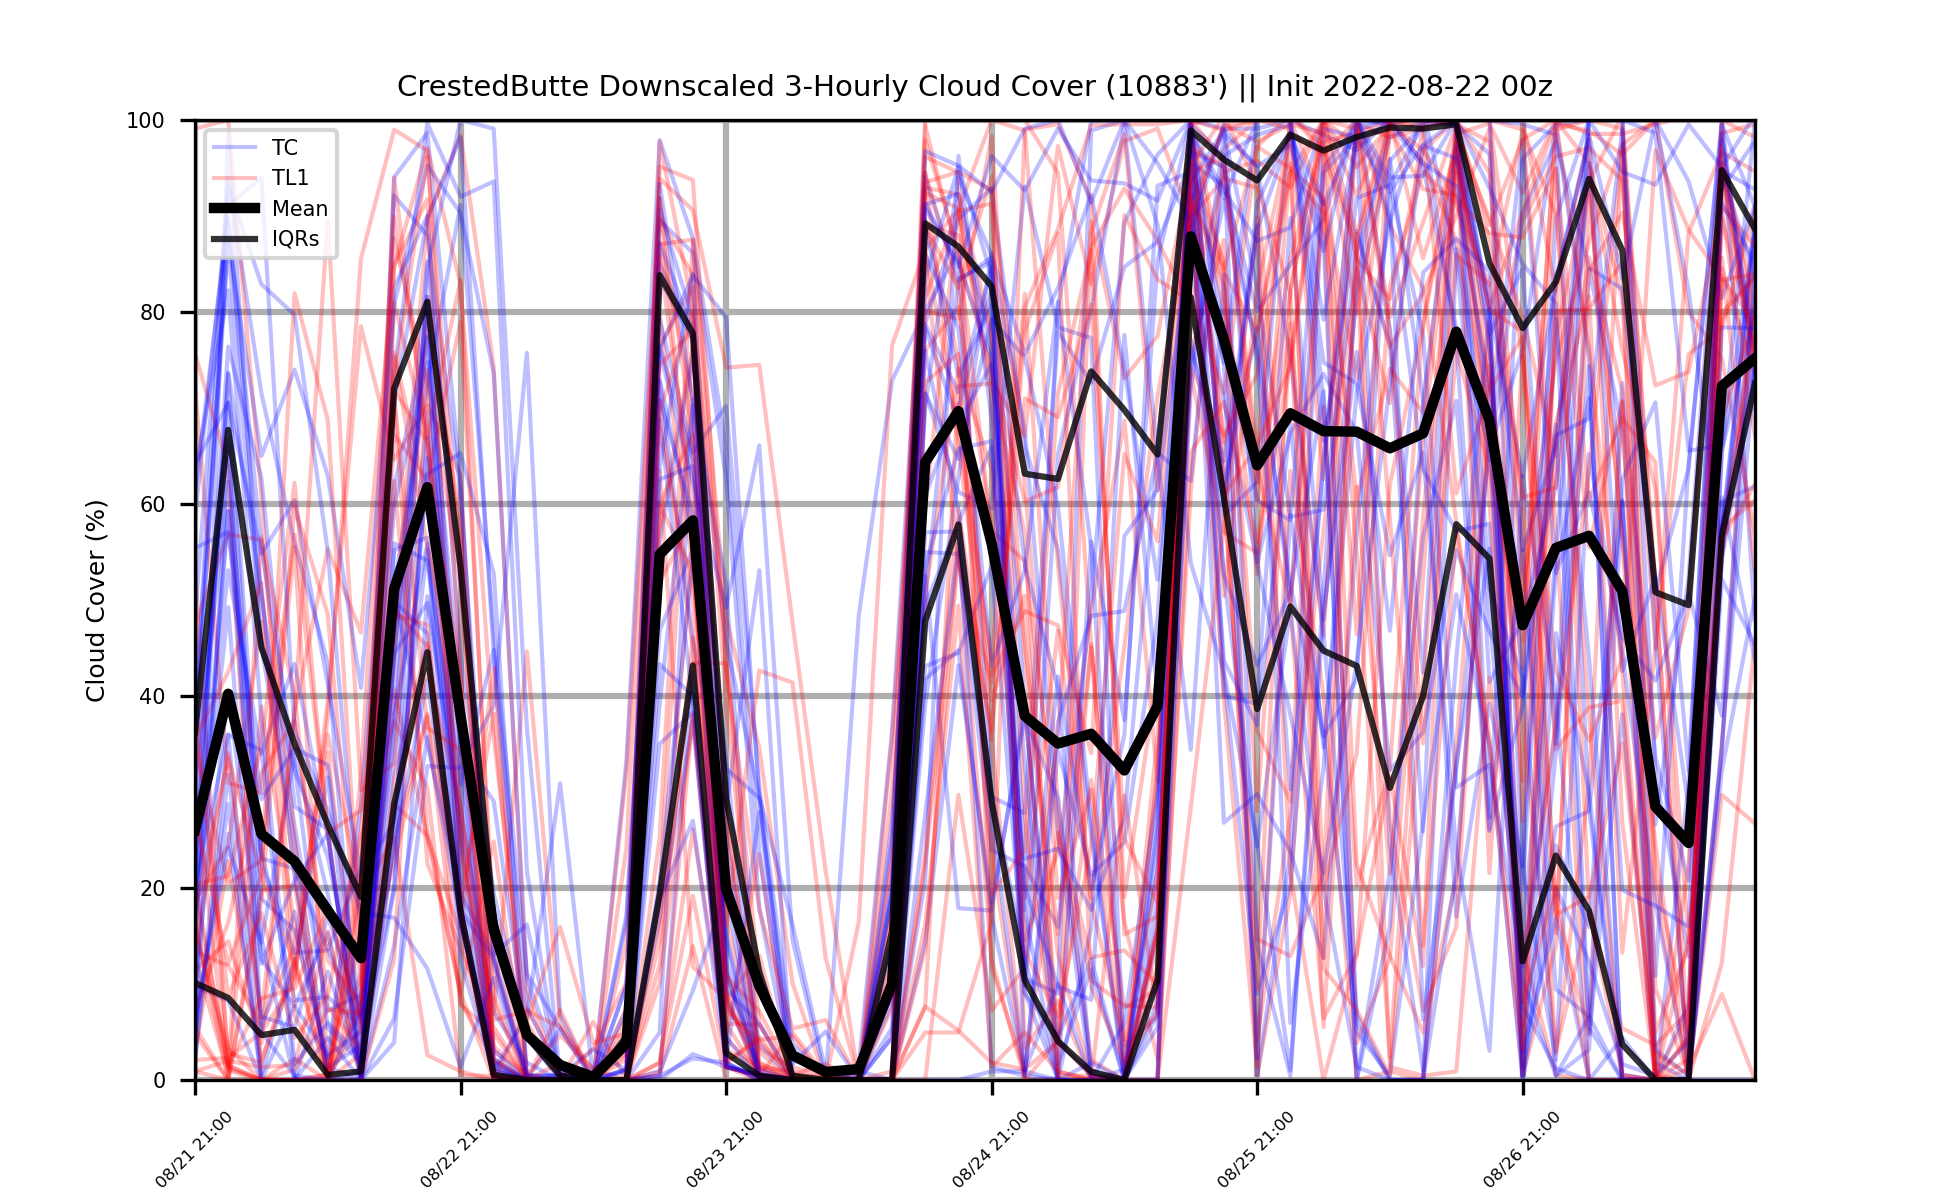 CrestedButte Downscaled 3-Hourly Cloud Cover (10883') || Init 2022-08-22 00z
TC
TL1
Mean
IQRs
Cloud Cover (%)
100
80
60
40
20
0
08/21 21:00
08/22 21:00
08/23 21:00
08/24 21:00
08/25 21:00
08/26 21:00